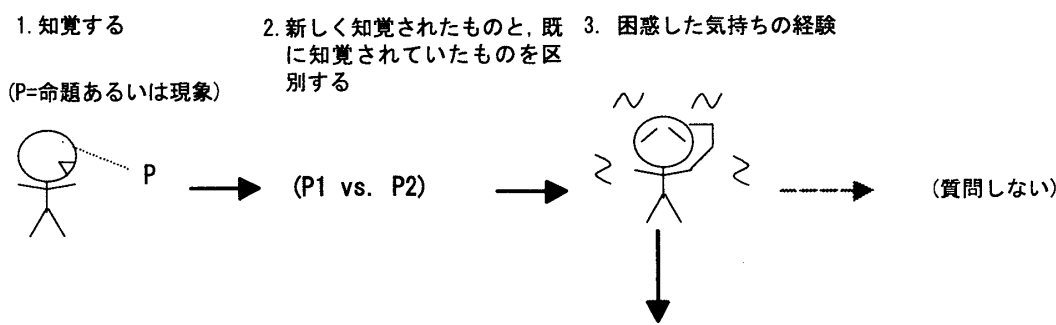 1. 知覚する
2. 新しく知覚されたものと, 既
に知覚されていたものを区
別する
3. 困惑した気持ちの経験
(P=命題あるいは現象)
P
(P1 vs. P2)
(質問しない)